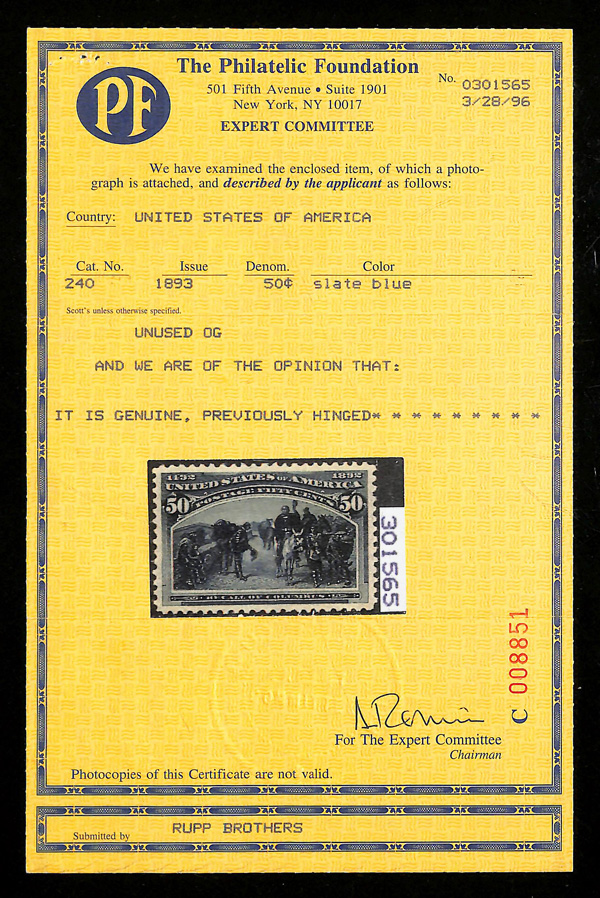 PF
The Philatelic Foundation
501 Fifth Avenue • Suite 1901
New York, NY 10017
EXPERT COMMITTEE
No. 0301565
3/28/96
We have examined the enclosed item, of which a photo-
graph is attached, and described by the applicant as follows:
Country: UNITED STATES OF AMERICA
Cat. No. Issue Denom. Color
240 1893 50¢ slate blue
Scott's unless otherwise specified.
UNUSED OG
AND WE ARE OF THE OPINION THAT:
IT IS GENUINE, PREVIOUSLY HINGED* * * * * * * * * *
1492 1892
UNITED STATES OF AMERICA
50 POSTAGE FIFTY CENTS 50
RECALL OF COLUMBUS
301565
C 008851
For The Expert Committee
Chairman
Photocopies of this Certificate are not valid.
Submitted by RUPP BROTHERS